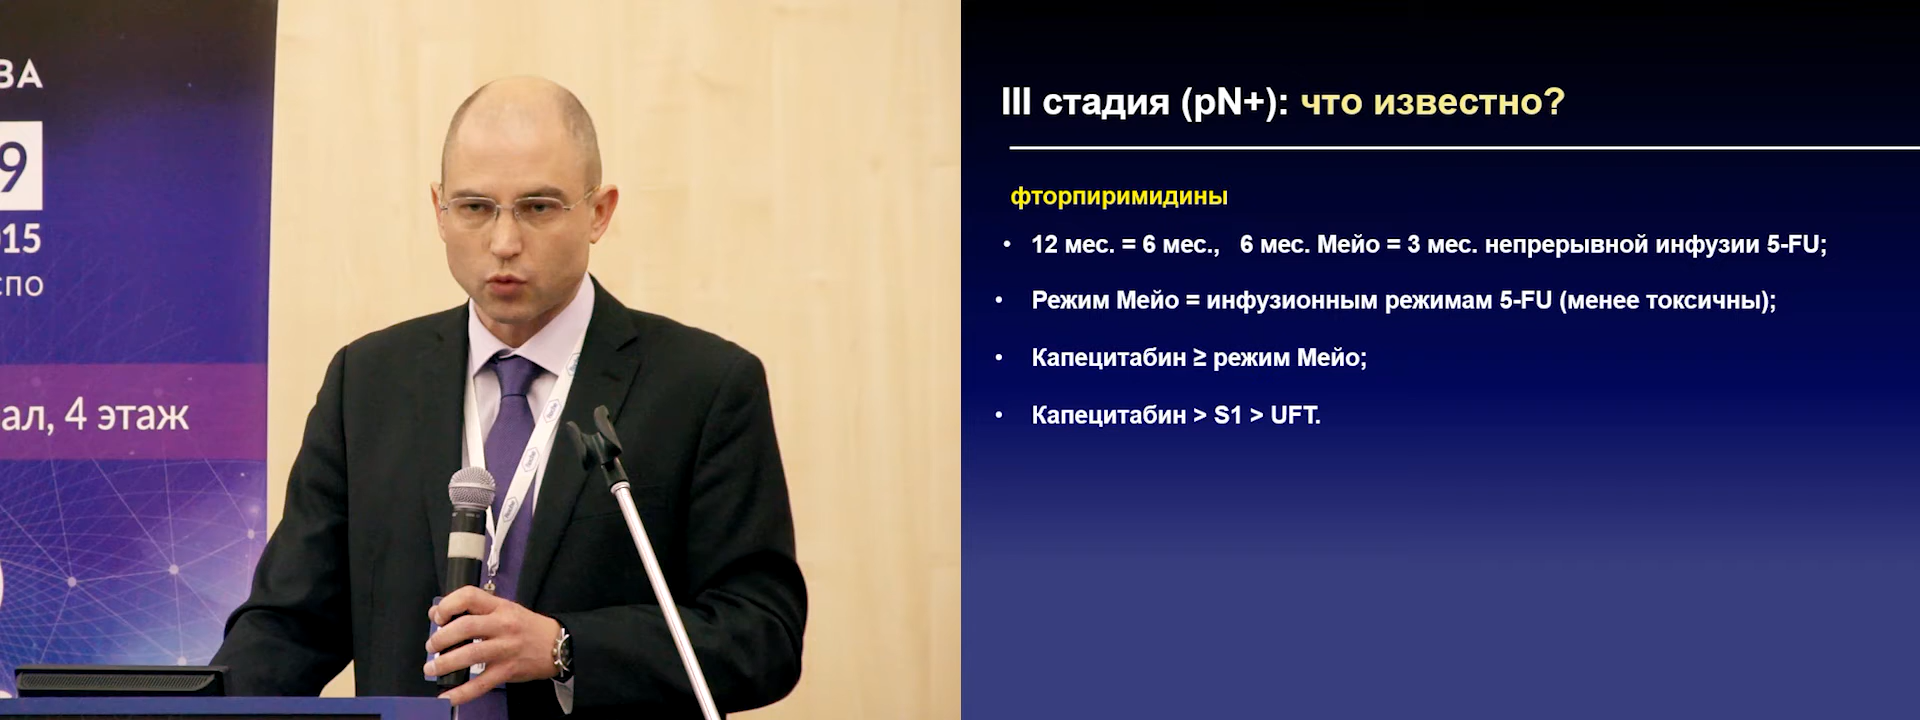 ВА
9
015
спо
ал, 4 этаж
III стадия (pN+): что известно?
фторпиримидины
• 12 мес. = 6 мес., 6 мес. Мейо = 3 мес. непрерывной инфузии 5-FU;
• Режим Мейо = инфузионным режимам 5-FU (менее токсичны);
• Капецитабин ≥ режим Мейо;
• Капецитабин > S1 > UFT.